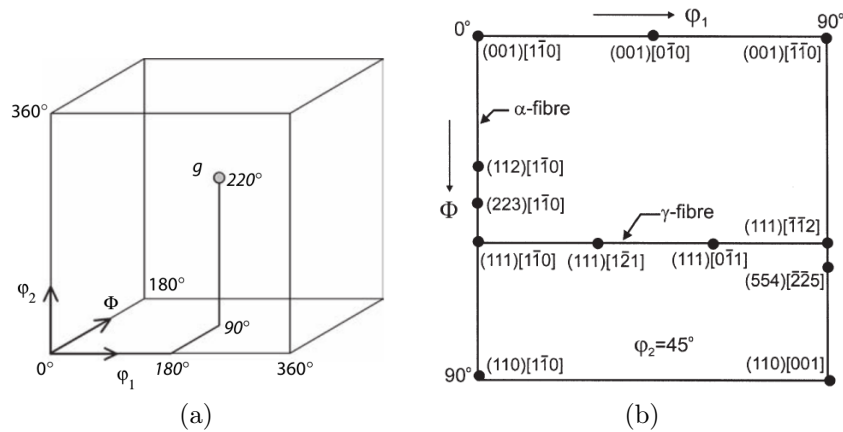 360°
g
220°
180°
φ₂
Φ
90°
0°
φ₁
180°
360°
(a)
0°
φ₁
90°
(001)[11̅0]
(001)[01̅0]
(001)[1̅1̅0]
α-fibre
Φ
(112)[11̅0]
(223)[11̅0]
γ-fibre
(111)[1̅1̅2]
(111)[11̅0]
(111)[12̅1]
(111)[01̅1]
(554)[2̅2̅5]
φ₂=45°
90°
(110)[11̅0]
(110)[001]
(b)